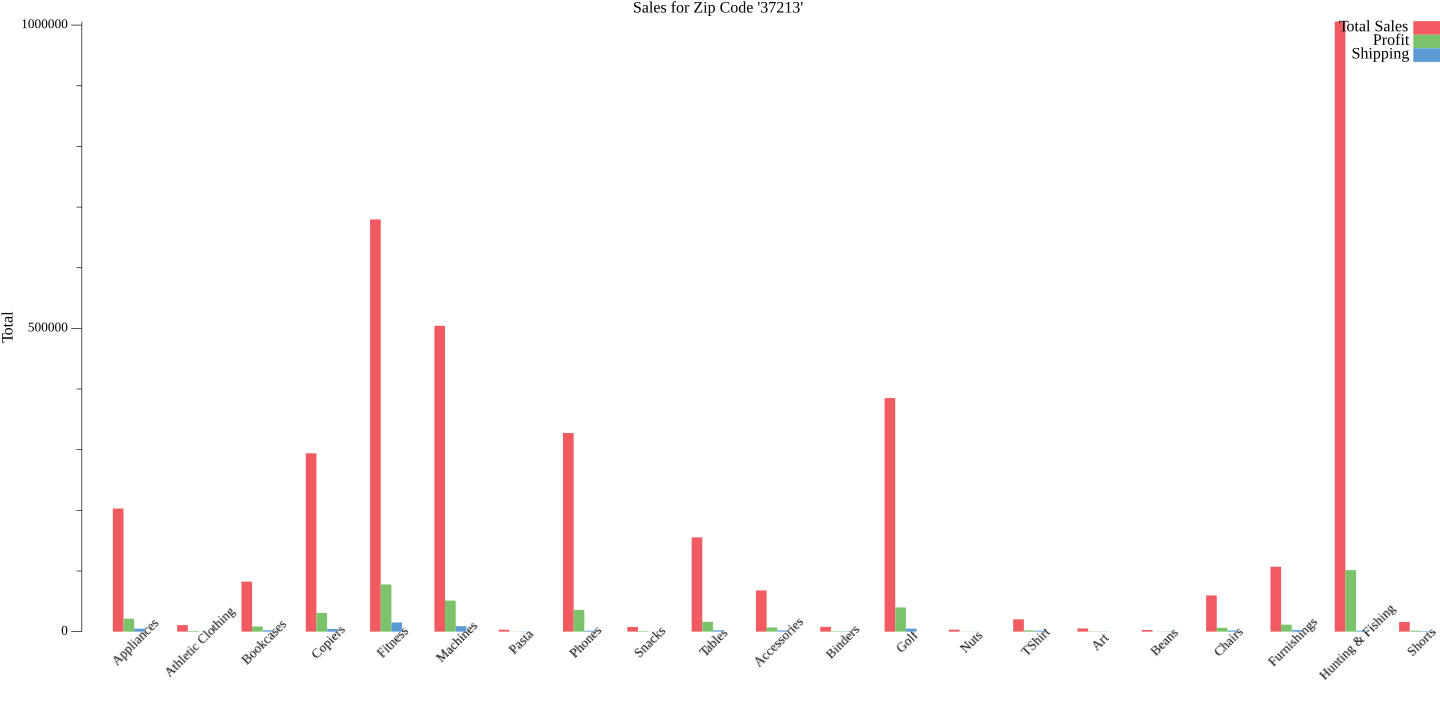 Sales for Zip Code '37213'
1000000
500000
0
Total
Total Sales
Profit
Shipping
Appliances
Athletic Clothing
Bookcases
Copiers
Fitness
Machines
Pasta
Phones
Snacks
Tables
Accessories
Binders
Golf
Nuts
TShirt
Art
Beans
Chairs
Furnishings
Hunting & Fishing
Shorts